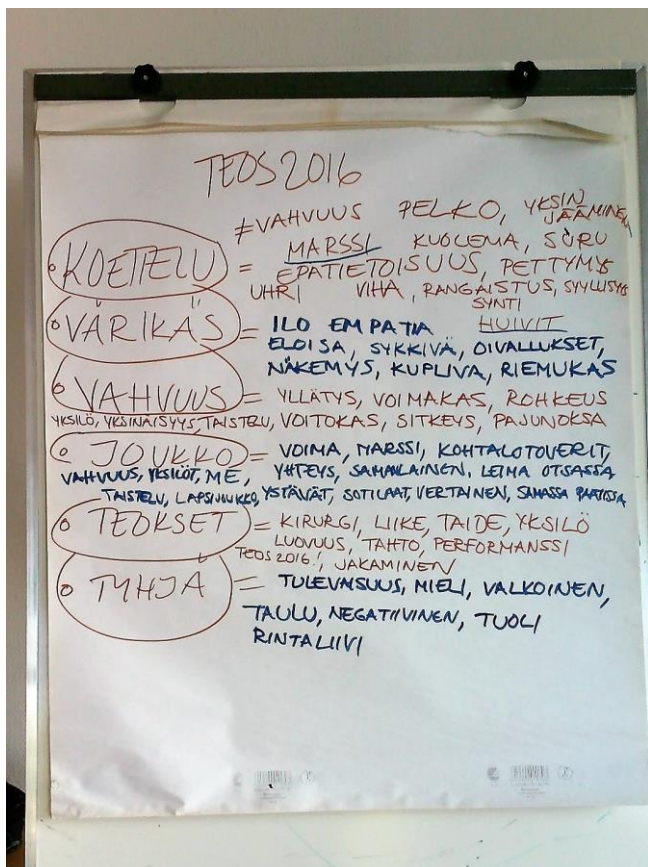 TEOS 2016
≠ VAHVUUS PELKO, YKSIN JÄÄMINEN
MARSSI KUOLEMA, SURU
• KOETTELU = EPÄTIETOISUUS, PETTYMYS
UHRI VIHA, RANGAISTUS, SYYLLISYYS
SYNTI
• VÄRIKÄS = ILO EMPATIA HUIVIT
ELOISA, SYKKIVÄ, OIVALLUKSET,
NÄKEMYS, KUPLIVA, RIEMUKAS
• VAHVUUS = YLLÄTYS, VOIMAKAS, ROHKEUS
YKSILÖ, YKSINÄISYYS, TAISTELU, VOITOKAS, SITKEYS, PAJUNOKSA
• JOUKKO = VOIMA, MARSSI, KOHTALOTOVERIT,
VAHVUUS, YKSILÖT, ME, YHTEYS, SAMANLAINEN, LEIMA OTSASSA
TAISTELU, LAPSIJOUKKO, YSTÄVÄT, SOTILAAT, VERTAINEN, SAMASSA
• TEOKSET = KIRURGI, LIIKE, TAIDE, YKSILÖ
LUOVUUS, TAHTO, PERFORMANSSI
TEOS 2016!, JAKAMINEN
• TYHJÄ = TULEVAISUUS, MIELI, VALKOINEN,
TAULU, NEGATIIVINEN, TUOLI
RINTALIIVI